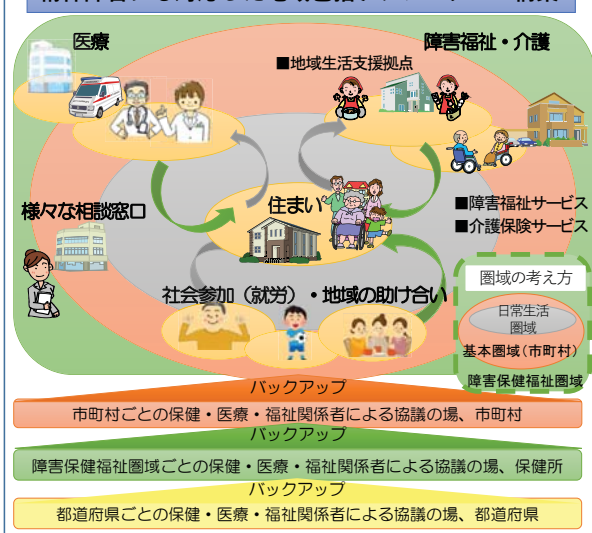 医療
障害福祉・介護
■地域生活支援拠点
様々な相談窓口
住まい
■障害福祉サービス
■介護保険サービス
社会参加（就労）・地域の助け合い
圏域の考え方
日常生活
圏域
基本圏域（市町村）
障害保健福祉圏域
バックアップ
市町村ごとの保健・医療・福祉関係者による協議の場、市町村
バックアップ
障害保健福祉圏域ごとの保健・医療・福祉関係者による協議の場、保健所
バックアップ
都道府県ごとの保健・医療・福祉関係者による協議の場、都道府県